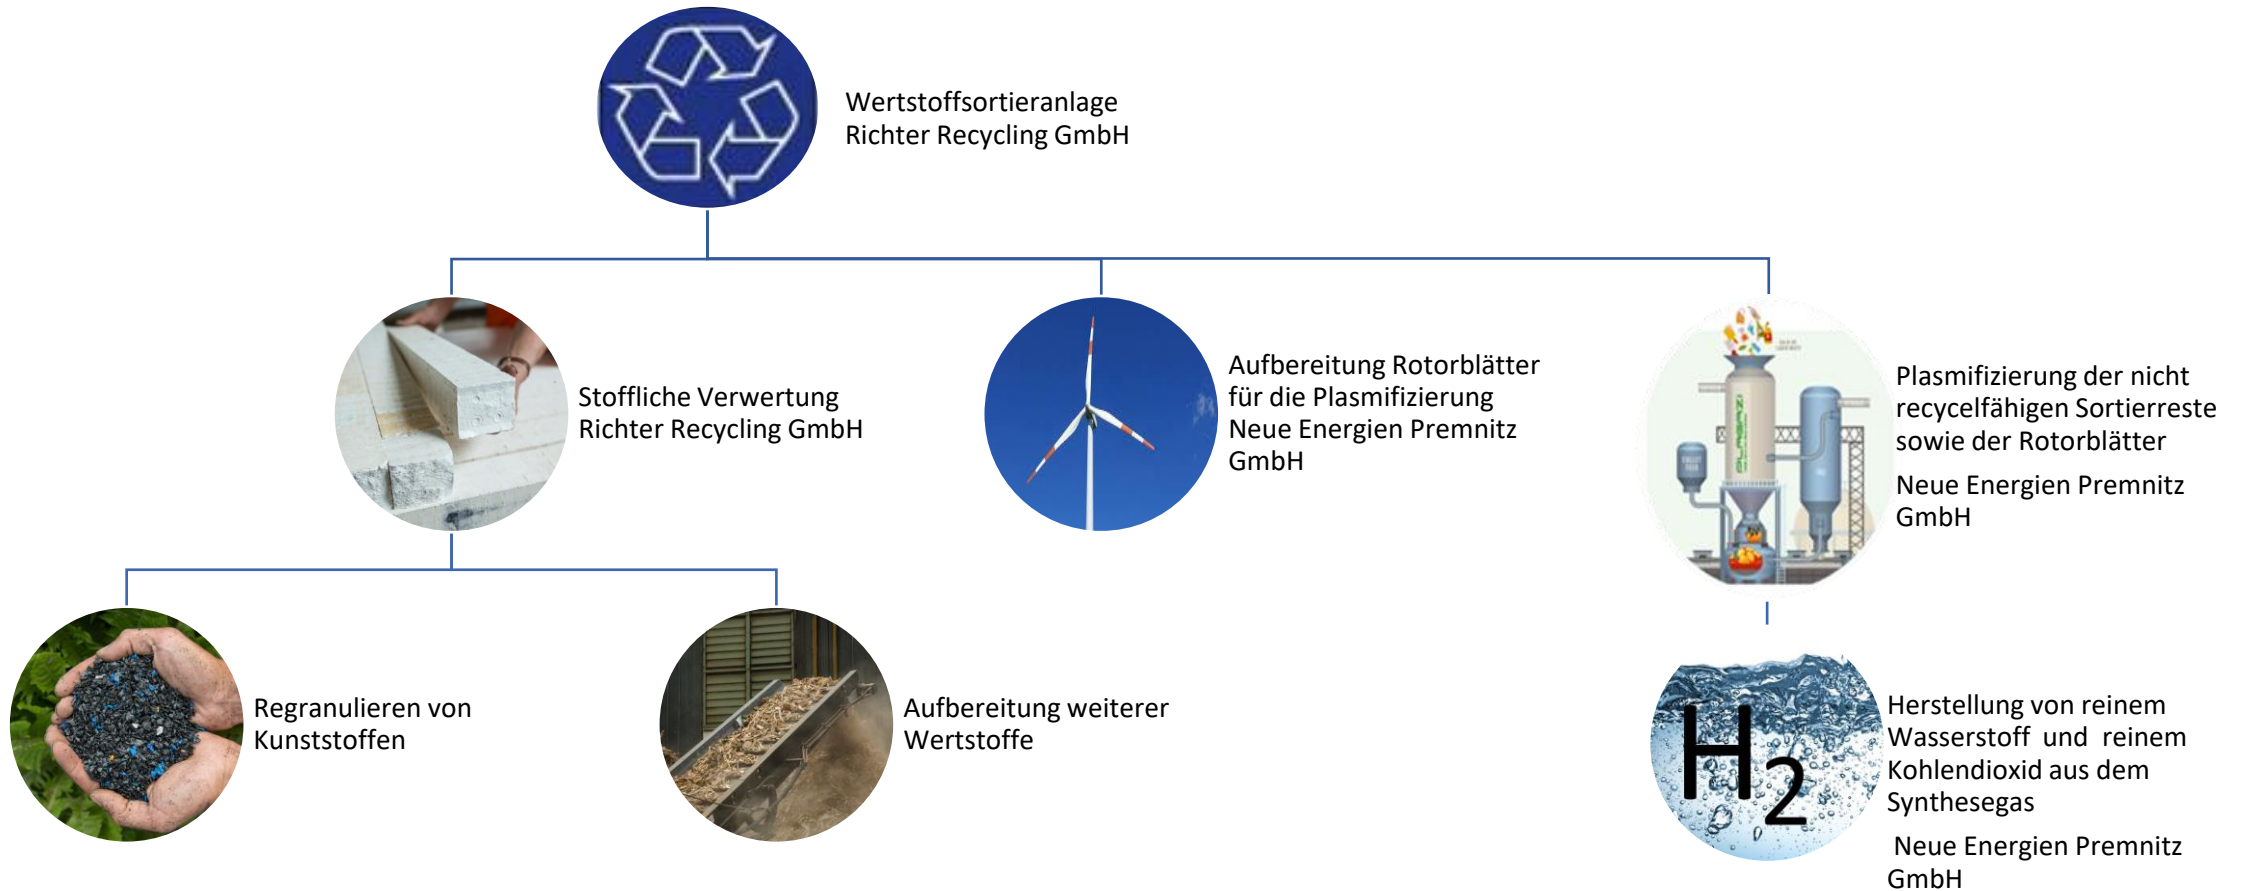 Wertstoffsortieranlage
Richter Recycling GmbH
Stoffliche Verwertung
Richter Recycling GmbH
Aufbereitung Rotorblätter
für die Plasmifizierung
Neue Energien Premnitz
GmbH
Plasmifizierung der nicht
recycelfähigen Sortierreste
sowie der Rotorblätter
Neue Energien Premnitz
GmbH
Regranulieren von
Kunststoffen
Aufbereitung weiterer
Wertstoffe
H2
Herstellung von reinem
Wasserstoff und reinem
Kohlendioxid aus dem
Synthesegas
Neue Energien Premnitz
GmbH